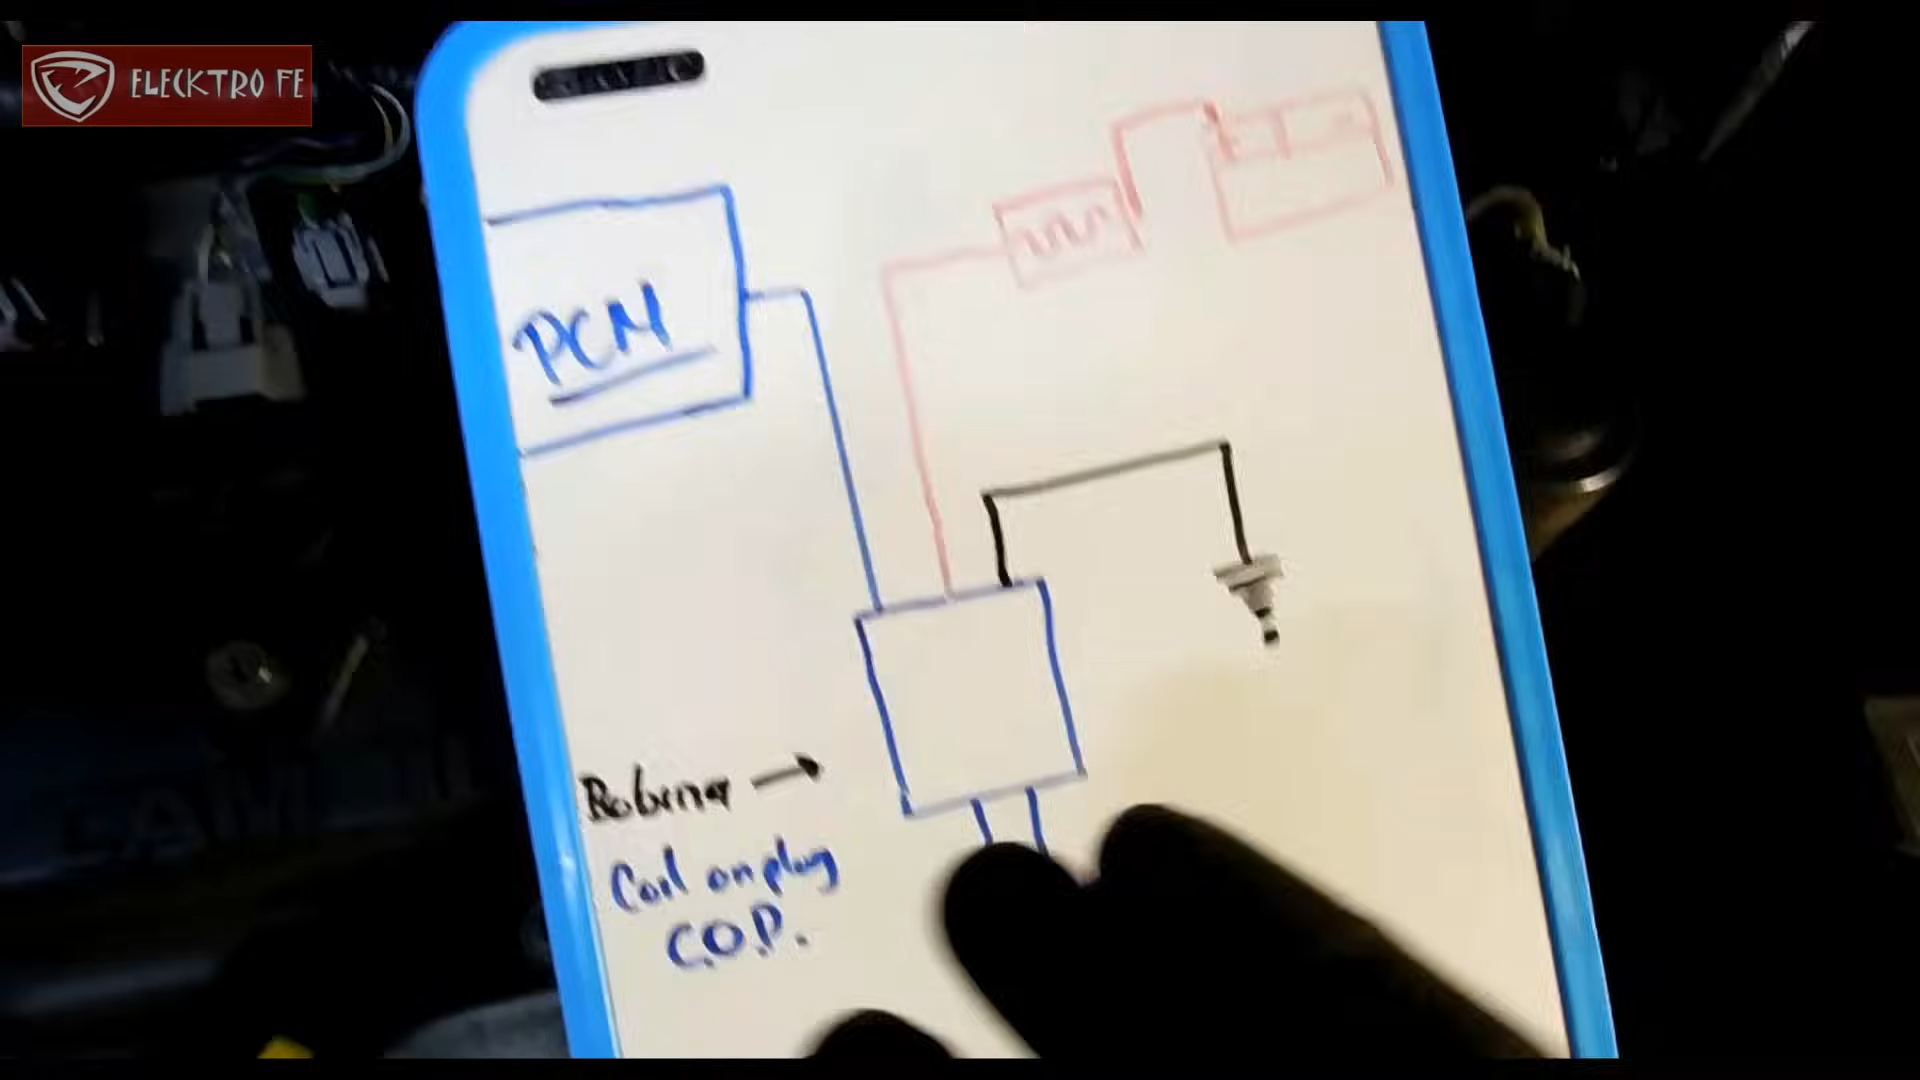 ELECKTRO FE
PCM
Bobina
Coil on plug
C.O.P.